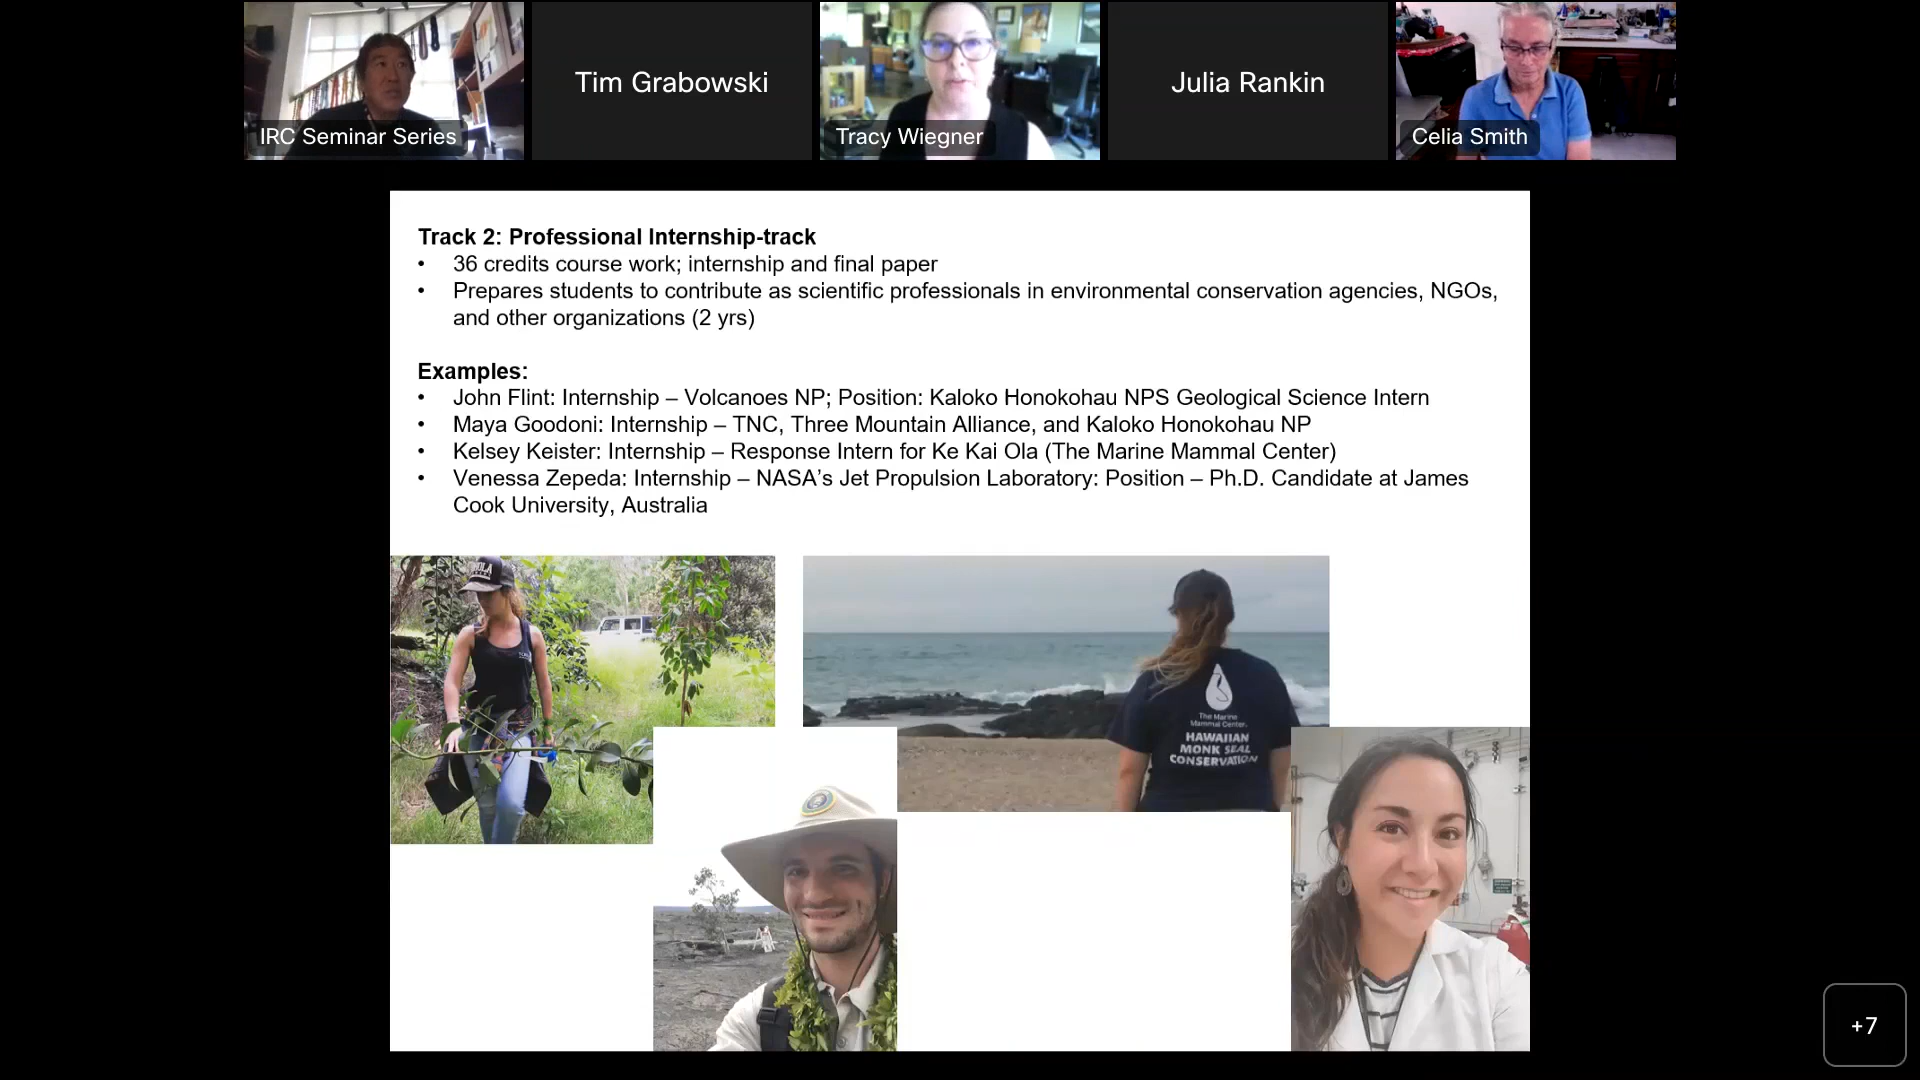 Tim Grabowski
Julia Rankin
IRC Seminar Series
Tracy Wiegner
Celia Smith
Track 2: Professional Internship-track
• 36 credits course work; internship and final paper
• Prepares students to contribute as scientific professionals in environmental conservation agencies, NGOs,
and other organizations (2 yrs)
Examples:
• John Flint: Internship – Volcanoes NP; Position: Kaloko Honokohau NPS Geological Science Intern
• Maya Goodoni: Internship – TNC, Three Mountain Alliance, and Kaloko Honokohau NP
• Kelsey Keister: Internship – Response Intern for Ke Kai Ola (The Marine Mammal Center)
• Venessa Zepeda: Internship – NASA’s Jet Propulsion Laboratory: Position – Ph.D. Candidate at James
Cook University, Australia
The Marine
Mammal Center.
HAWAIIAN
MONK SEAL
CONSERVATION
+7